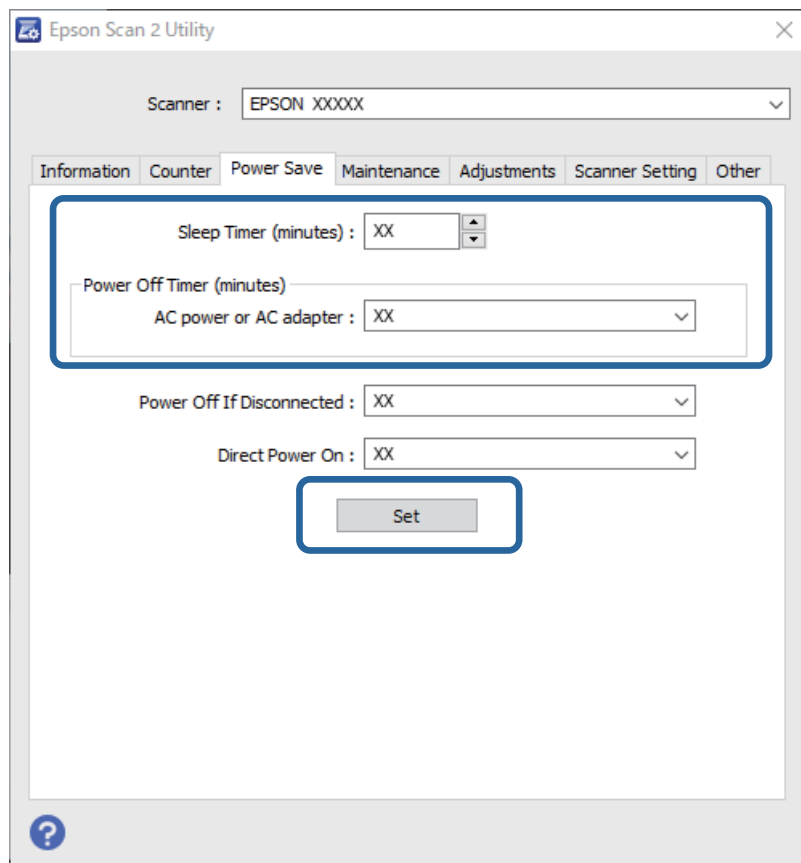 Epson Scan 2 Utility
Scanner : EPSON XXXXX
Information Counter Power Save Maintenance Adjustments Scanner Setting Other
Sleep Timer (minutes) : XX
Power Off Timer (minutes)
AC power or AC adapter : XX
Power Off If Disconnected : XX
Direct Power On : XX
Set
?